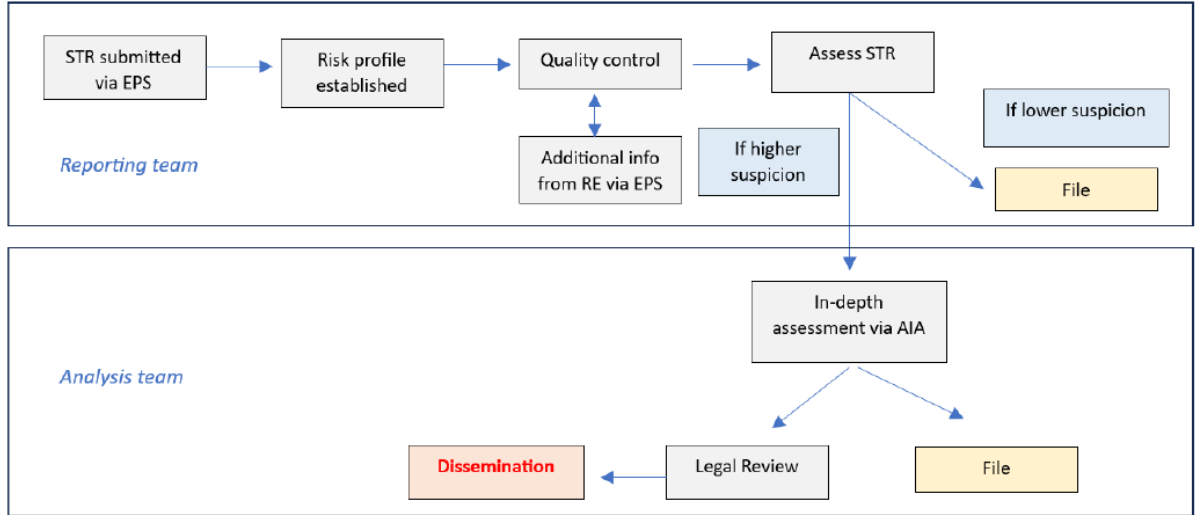 STR submitted
via EPS
Risk profile
established
Quality control
Assess STR
If lower suspicion
Reporting team
Additional info
from RE via EPS
If higher
suspicion
File
In-depth
assessment via AIA
Analysis team
Dissemination
Legal Review
File